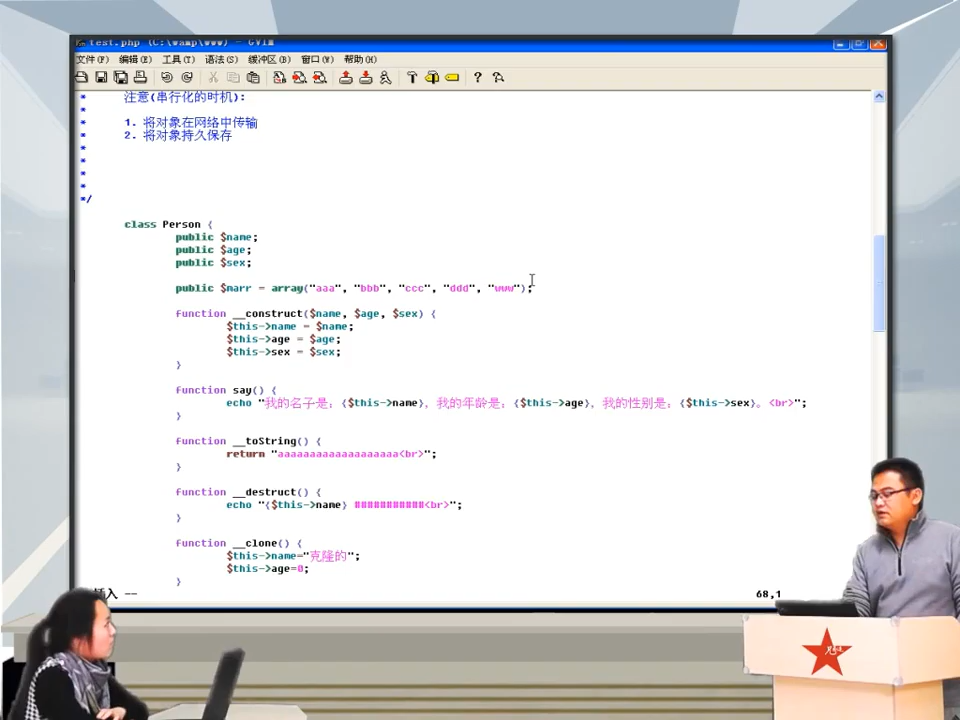 test.php (C:\wamp\www) - GVIM
文件(F) 编辑(E) 工具(T) 语法(S) 缓冲区(B) 窗口(W) 帮助(H)
* 注意(串行化的时机):
*
* 1. 将对象在网络中传输
* 2. 将对象持久保存
*
*
*
*
*/
class Person {
public $name;
public $age;
public $sex;
public $marr = array("aaa", "bbb", "ccc", "ddd", "www");
function __construct($name, $age, $sex) {
$this->name = $name;
$this->age = $age;
$this->sex = $sex;
}
function say() {
echo "我的名子是：{$this->name}，我的年龄是：{$this->age}，我的性别是：{$this->sex}。<br>";
}
function __toString() {
return "aaaaaaaaaaaaaaaaaaa<br>";
}
function __destruct() {
echo "{$this->name} ###########<br>";
}
function __clone() {
$this->name="克隆的";
$this->age=0;
}
插入 -- 68,1